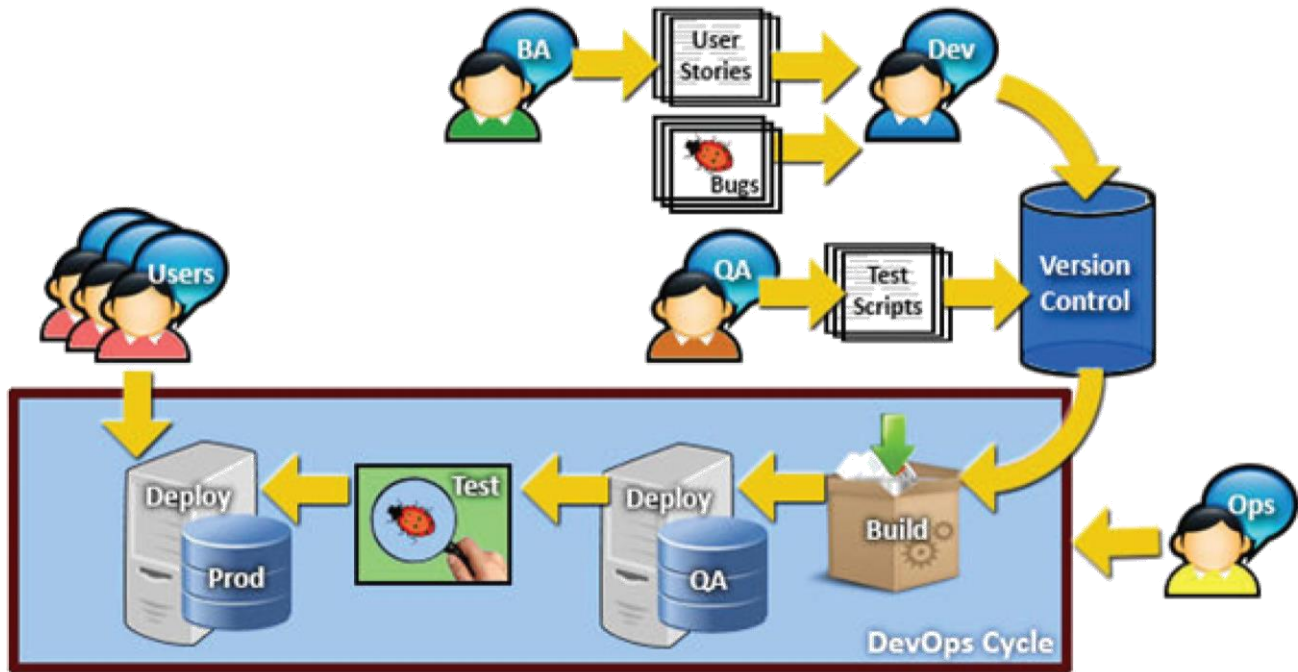 BA
User
Stories
Dev
Bugs
Users
QA
Test
Scripts
Version
Control
Deploy
Prod
Test
Deploy
QA
Build
Ops
DevOps Cycle